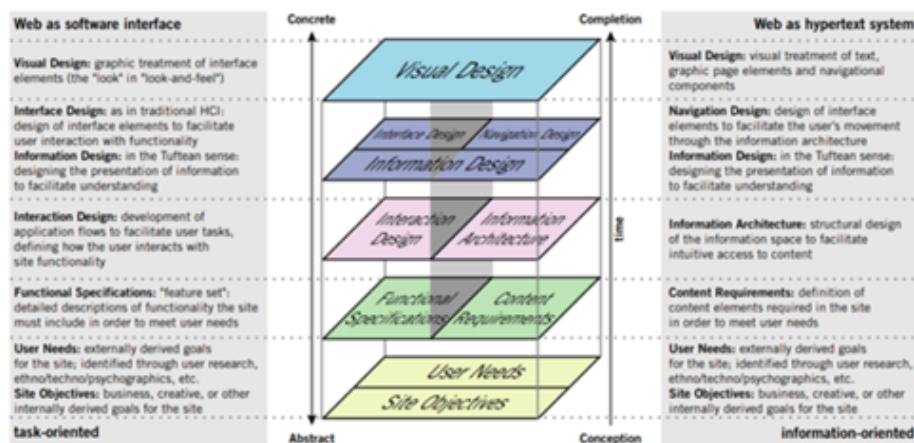 Web as software interface
Concrete
Completion
Web as hypertext system
Visual Design: graphic treatment of interface
elements (the "look" in "look-and-feel")
Visual Design
Visual Design: visual treatment of text,
graphic page elements and navigational
components
Interface Design: as in traditional HCI:
design of interface elements to facilitate
user interaction with functionality
Information Design: in the Tuftean sense:
designing the presentation of information
to facilitate understanding
Interface Design
Navigation Design
Information Design
Navigation Design: design of interface
elements to facilitate the user's movement
through the information architecture
Information Design: in the Tuftean sense:
designing the presentation of information
to facilitate understanding
Interaction Design: development of
application flows to facilitate user tasks,
defining how the user interacts with
site functionality
Interaction
Design
Information
Architecture
time
Information Architecture: structural design
of the information space to facilitate
intuitive access to content
Functional Specifications: "feature set":
detailed descriptions of functionality the site
must include in order to meet user needs
Functional
Specifications
Content
Requirements
Content Requirements: definition of
content elements required in the site
in order to meet user needs
User Needs: externally derived goals
for the site; identified through user research,
ethno/techno/psychographics, etc.
Site Objectives: business, creative, or other
internally derived goals for the site
User Needs
Site Objectives
User Needs: externally derived goals
for the site; identified through user research,
ethno/techno/psychographics, etc.
Site Objectives: business, creative, or other
internally derived goals for the site
task-oriented
Abstract
Conception
information-oriented